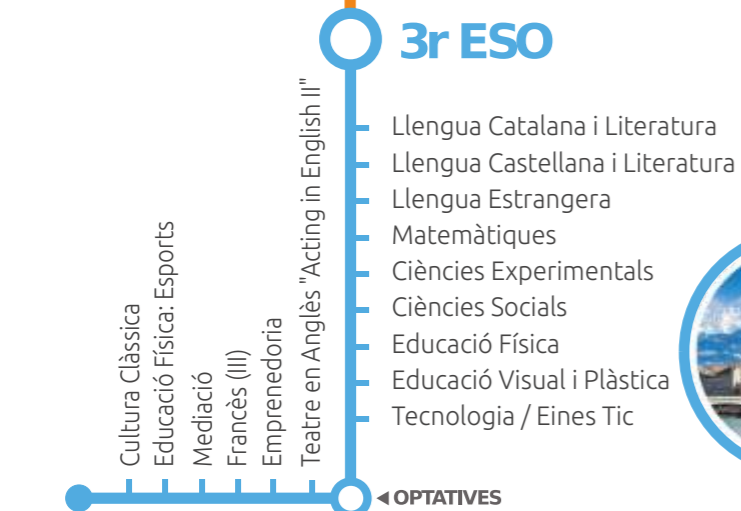 3r ESO
Llengua Catalana i Literatura
Llengua Castellana i Literatura
Llengua Estrangera
Matemàtiques
Ciències Experimentals
Ciències Socials
Educació Física
Educació Visual i Plàstica
Tecnologia / Eines Tic
OPTATIVES
Cultura Clàssica
Educació Física: Esports
Mediació
Francès (III)
Emprenedoria
Teatre en Anglès "Acting in English II"